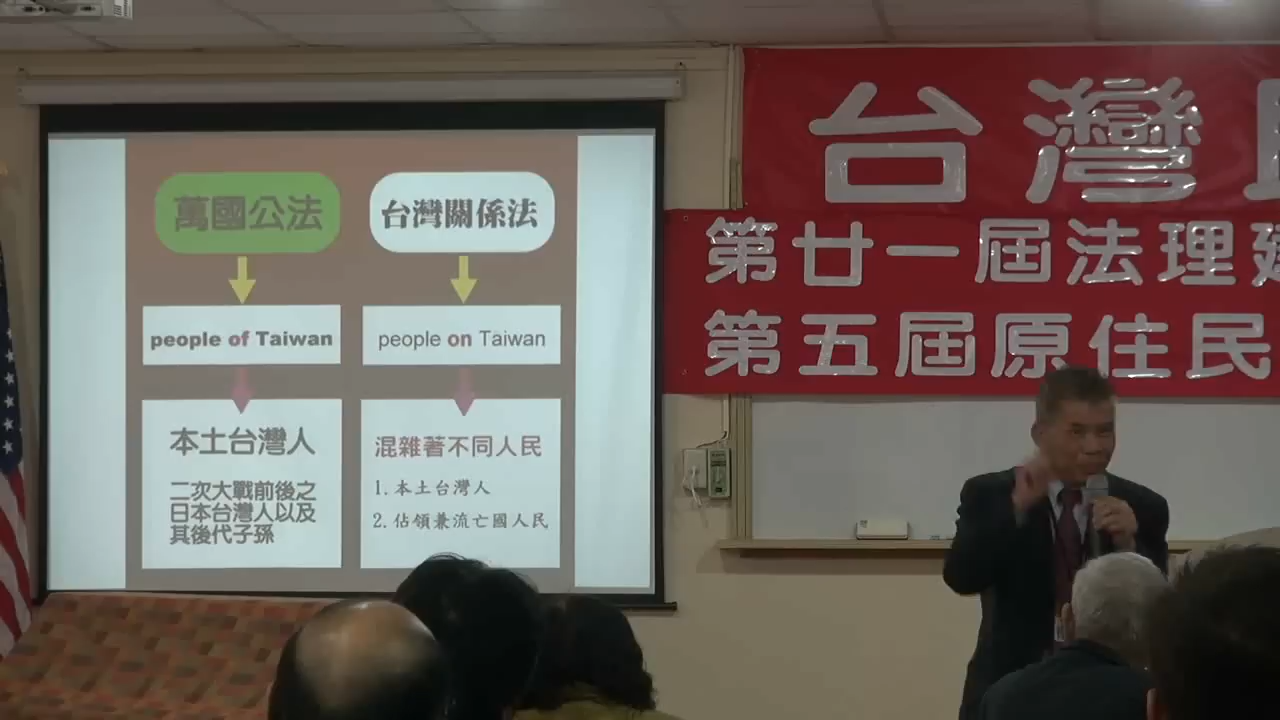 萬國公法
people of Taiwan
本土台灣人
二次大戰前後之
日本台灣人以及
其後代子孫
台灣關係法
people on Taiwan
混雜著不同人民
1. 本土台灣人
2. 佔領兼流亡國人民
台灣
第廿一屆法理建
第五屆原住民